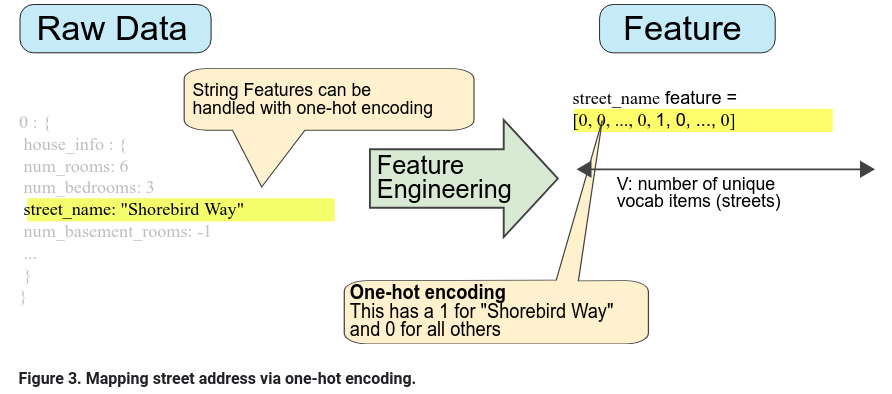 Raw Data
Feature
String Features can be
handled with one-hot encoding
0 : {
house_info : {
num_rooms: 6
num_bedrooms: 3
street_name: "Shorebird Way"
num_basement_rooms: -1
...
}
}
Feature
Engineering
street_name feature =
[0, 0, ..., 0, 1, 0, ..., 0]
V: number of unique
vocab items (streets)
One-hot encoding
This has a 1 for "Shorebird Way"
and 0 for all others
Figure 3. Mapping street address via one-hot encoding.